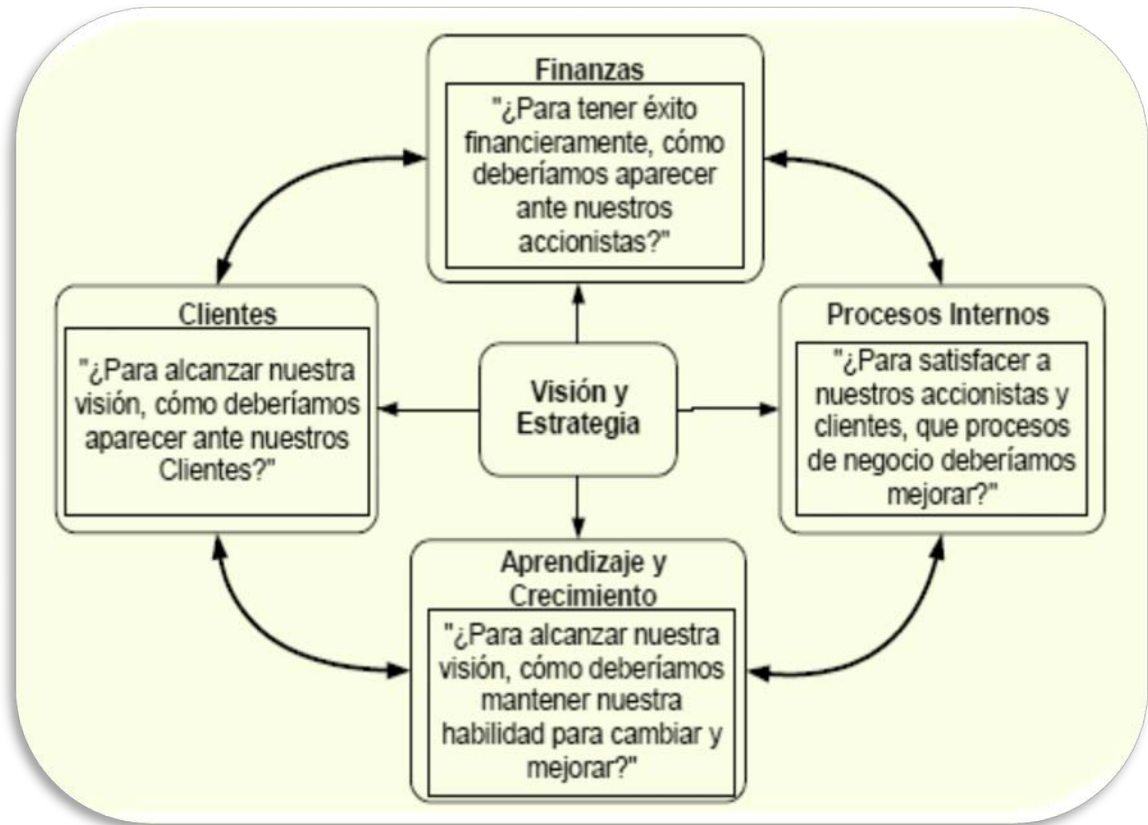 Finanzas
"¿Para tener éxito
financieramente, cómo
deberíamos aparecer
ante nuestros
accionistas?"
Clientes
"¿Para alcanzar nuestra
visión, cómo deberíamos
aparecer ante nuestros
Clientes?"
Visión y
Estrategia
Procesos Internos
"¿Para satisfacer a
nuestros accionistas y
clientes, que procesos
de negocio deberíamos
mejorar?"
Aprendizaje y
Crecimiento
"¿Para alcanzar nuestra
visión, cómo deberíamos
mantener nuestra
habilidad para cambiar y
mejorar?"